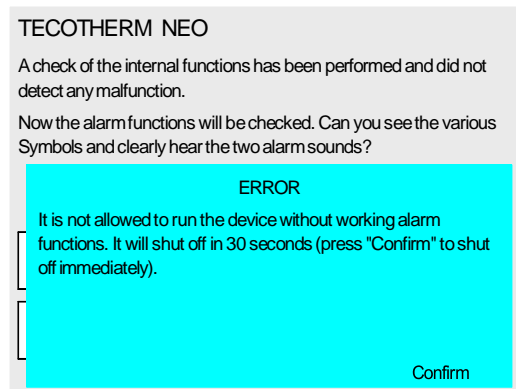 TECOTHERM NEO
A check of the internal functions has been performed and did not
detect any malfunction.
Now the alarm functions will be checked. Can you see the various
Symbols and clearly hear the two alarm sounds?
ERROR
It is not allowed to run the device without working alarm
functions. It will shut off in 30 seconds (press "Confirm" to shut
off immediately).
Confirm